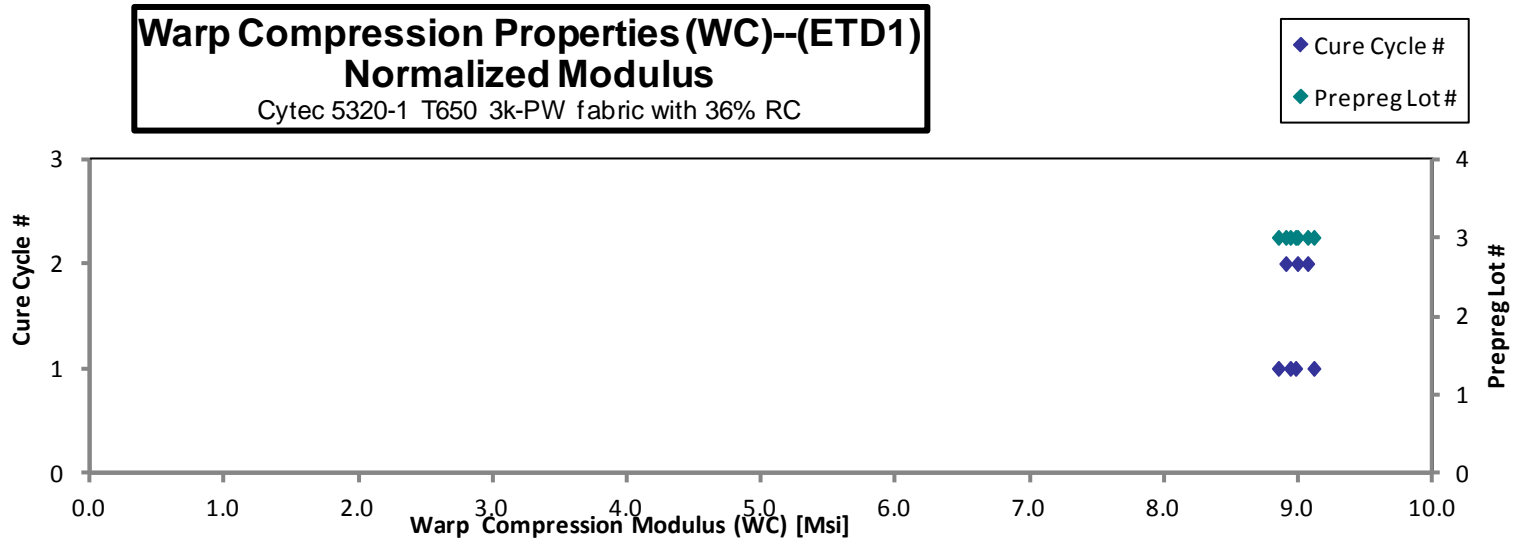 Warp Compression Properties (WC)--(ETD1)
Normalized Modulus
Cytec 5320-1 T650 3k-PW fabric with 36% RC
Cure Cycle #
Prepreg Lot #
3
2
1
0
Cure Cycle #
4
3
2
1
0
Prepreg Lot #
0.0 1.0 2.0 3.0 4.0 5.0 6.0 7.0 8.0 9.0 10.0
Warp Compression Modulus (WC) [Msi]